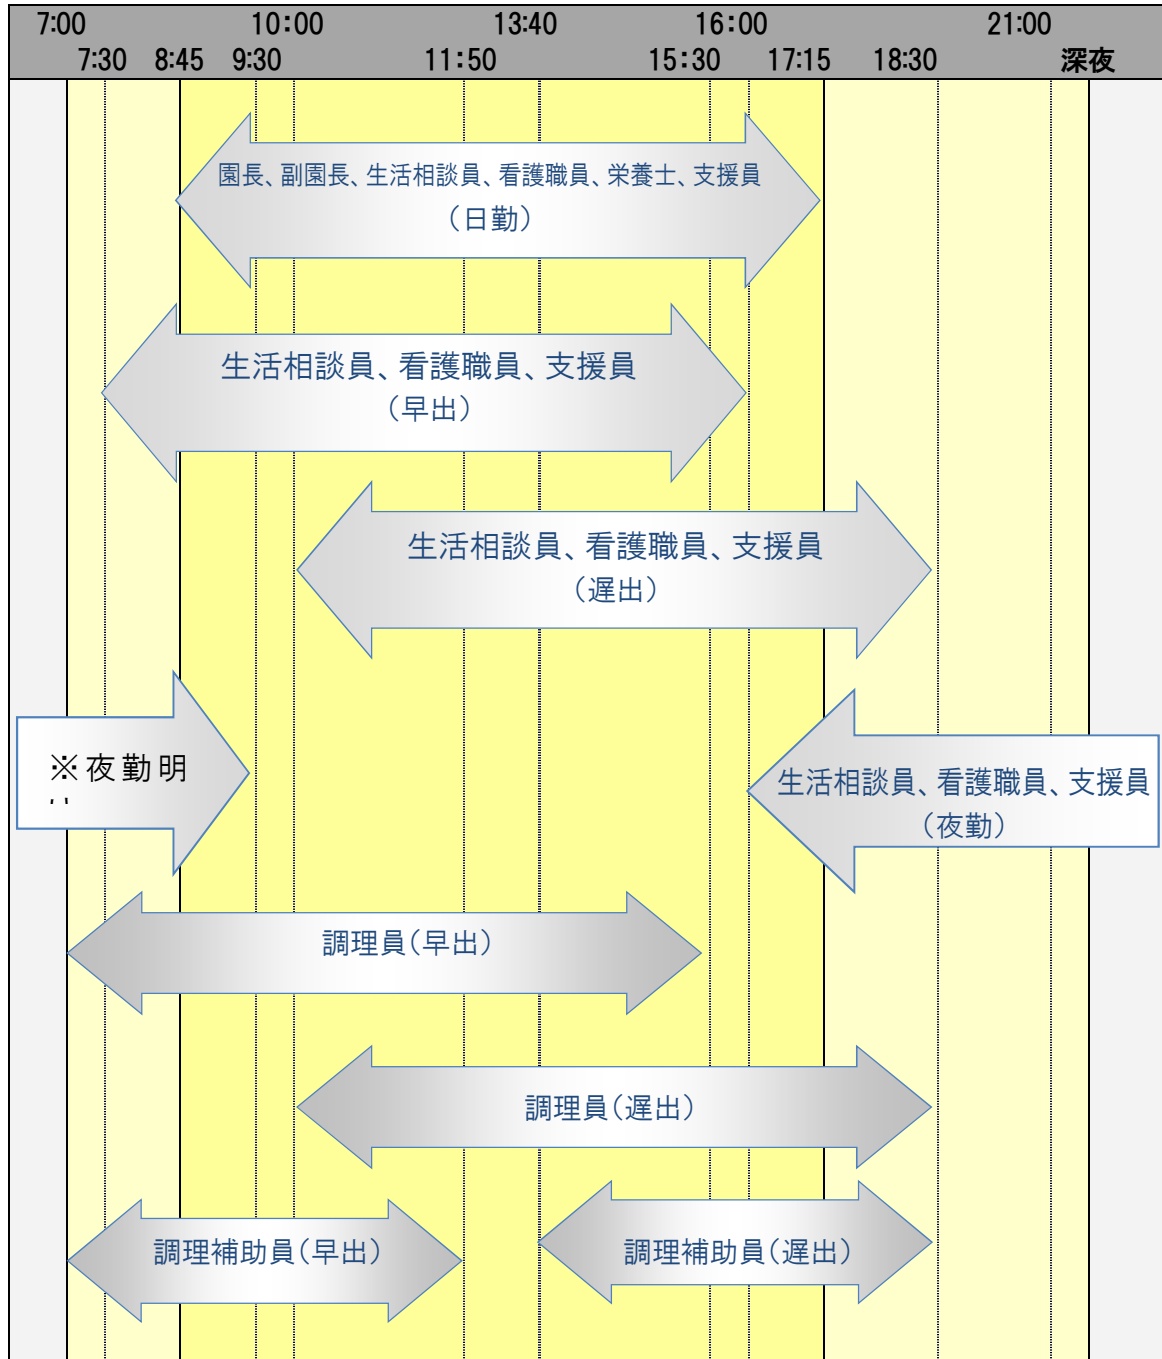 7:00 10:00 13:40 16:00 21:00
7:30 8:45 9:30 11:50 15:30 17:15 18:30 深夜
園長、副園長、生活相談員、看護職員、栄養士、支援員
（日勤）
生活相談員、看護職員、支援員
（早出）
生活相談員、看護職員、支援員
（遅出）
※夜勤明
生活相談員、看護職員、支援員
（夜勤）
調理員（早出）
調理員（遅出）
調理補助員（早出）
調理補助員（遅出）